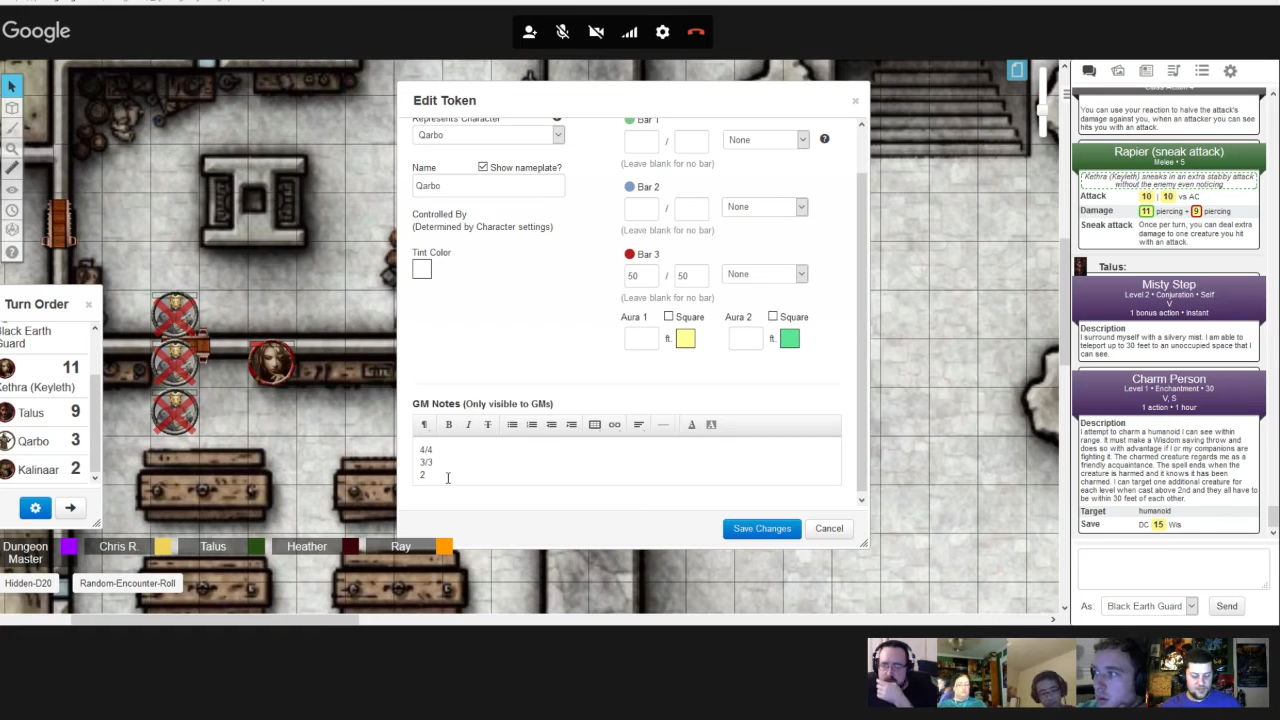 Google
Turn Order ×
Black Earth
Guard
11
Kethra (Keyleth)
Talus 9
Qarbo 3
Kalinaar 2
Dungeon
Master
Chris R.
Talus
Heather
Ray
Hidden-D20
Random-Encounter-Roll
Edit Token ×
Represents Character
Qarbo
Name
Show nameplate?
Qarbo
Controlled By
(Determined by Character settings)
Tint Color
Bar 1
/ None
(Leave blank for no bar)
Bar 2
/ None
(Leave blank for no bar)
Bar 3
50 / 50 None
(Leave blank for no bar)
Aura 1 Square Aura 2 Square
ft. ft.
GM Notes (Only visible to GMs)
4/4
3/3
2
Save Changes Cancel
You can use your reaction to halve the attack's
damage against you, when an attacker you can see
hits you with an attack.
Rapier (sneak attack)
Melee • 5
Kethra (Keyleth) sneaks in an extra stabby attack
without the enemy even noticing
Attack 10 | 10 vs AC
Damage 11 piercing + 9 piercing
Sneak attack Once per turn, you can deal extra
damage to one creature you hit
with an attack.
Talus:
Misty Step
Level 2 • Conjuration • Self
V
1 bonus action • Instant
Description
I surround myself with a silvery mist. I am able to
teleport up to 30 feet to an unoccupied space that I
can see.
Charm Person
Level 1 • Enchantment • 30
V, S
1 action • 1 hour
Description
I attempt to charm a humanoid I can see within
range. It must make a Wisdom saving throw and
does so with advantage if I or my companions are
fighting it. The charmed creature regards me as a
friendly acquaintance. The spell ends when the
creature is harmed and it knows it has been
charmed. I can target one additional creature for
each level when cast above 2nd and they all have to
be within 30 feet of each other.
Target humanoid
Save DC 15 Wis
As: Black Earth Guard Send